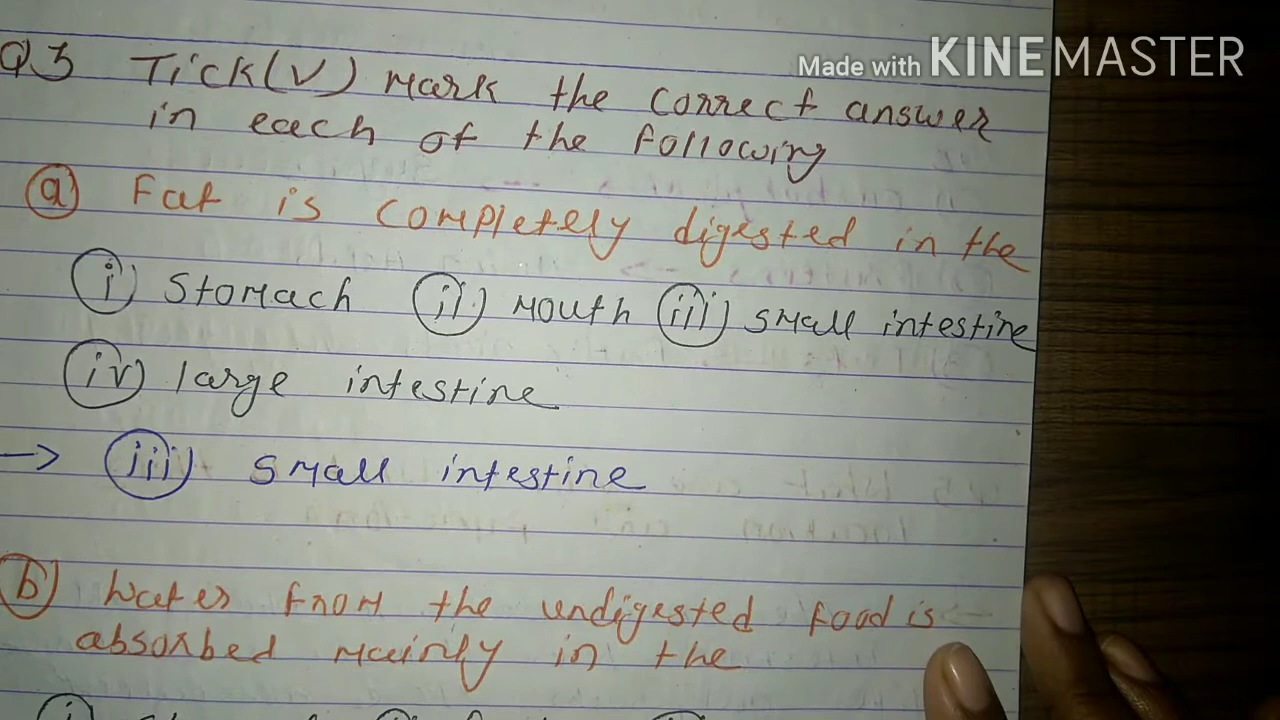 Made with KINEMASTER
Q3 Tick(√) Mark the correct answer
in each of the following
(a) Fat is completely digested in the
(i) Stomach (ii) Mouth (iii) small intestine
(iv) large intestine
→ (iii) small intestine
(b) Water from the undigested food is
absorbed mainly in the
(i)